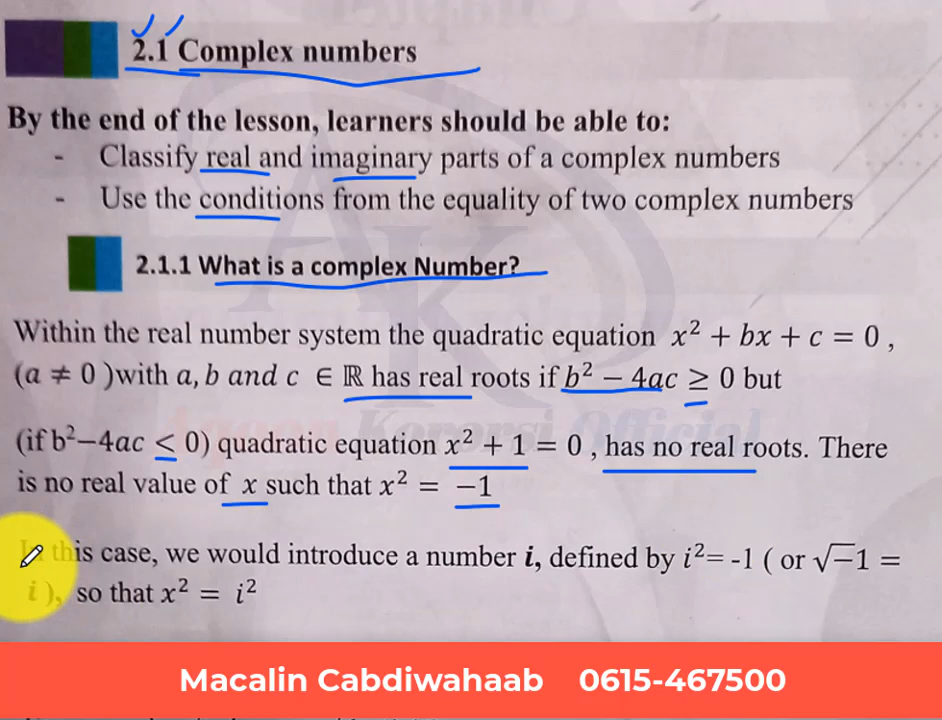 2.1 Complex numbers
By the end of the lesson, learners should be able to:
- Classify real and imaginary parts of a complex numbers
- Use the conditions from the equality of two complex numbers
2.1.1 What is a complex Number?
Within the real number system the quadratic equation x² + bx + c = 0 ,
(a ≠ 0 )with a, b and c ∈ ℝ has real roots if b² − 4ac ≥ 0 but
(if b²−4ac < 0) quadratic equation x² + 1 = 0 , has no real roots. There
is no real value of x such that x² = −1
In this case, we would introduce a number i, defined by i²= -1 ( or √−1 =
i ), so that x² = i²
Macalin Cabdiwahaab 0615-467500